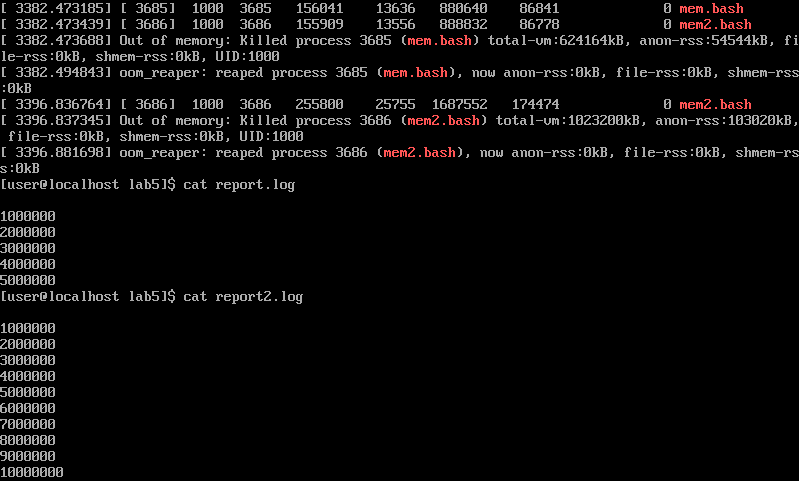 [ 3382.473185] [ 3685]  1000  3685   156041    13636   880640    86841             0 mem.bash
[ 3382.473439] [ 3686]  1000  3686   155909    13556   888832    86778             0 mem2.bash
[ 3382.473688] Out of memory: Killed process 3685 (mem.bash) total-vm:624164kB, anon-rss:54544kB, fi
le-rss:0kB, shmem-rss:0kB, UID:1000
[ 3382.494843] oom_reaper: reaped process 3685 (mem.bash), now anon-rss:0kB, file-rss:0kB, shmem-rss
:0kB
[ 3396.836764] [ 3686]  1000  3686   255800    25755  1687552   174474             0 mem2.bash
[ 3396.837345] Out of memory: Killed process 3686 (mem2.bash) total-vm:1023200kB, anon-rss:103020kB,
 file-rss:0kB, shmem-rss:0kB, UID:1000
[ 3396.881698] oom_reaper: reaped process 3686 (mem2.bash), now anon-rss:0kB, file-rss:0kB, shmem-rs
s:0kB
[user@localhost lab5]$ cat report.log
1000000
2000000
3000000
4000000
5000000
[user@localhost lab5]$ cat report2.log
1000000
2000000
3000000
4000000
5000000
6000000
7000000
8000000
9000000
10000000